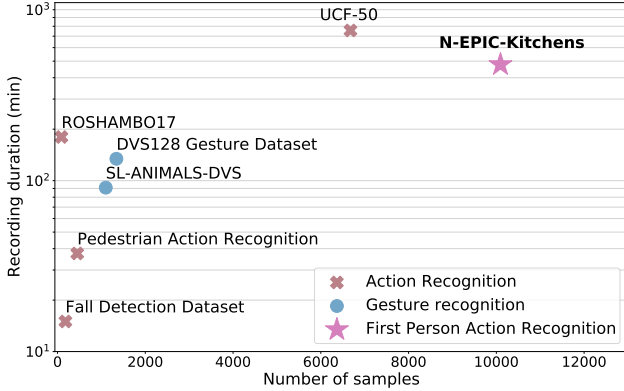 10³
UCF-50
N-EPIC-Kitchens
ROSHAMBO17
DVS128 Gesture Dataset
10²
SL-ANIMALS-DVS
Pedestrian Action Recognition
Action Recognition
Fall Detection Dataset
Gesture recognition
First Person Action Recognition
10¹
0
2000
4000
6000
8000
10000
12000
Number of samples
Recording duration (min)